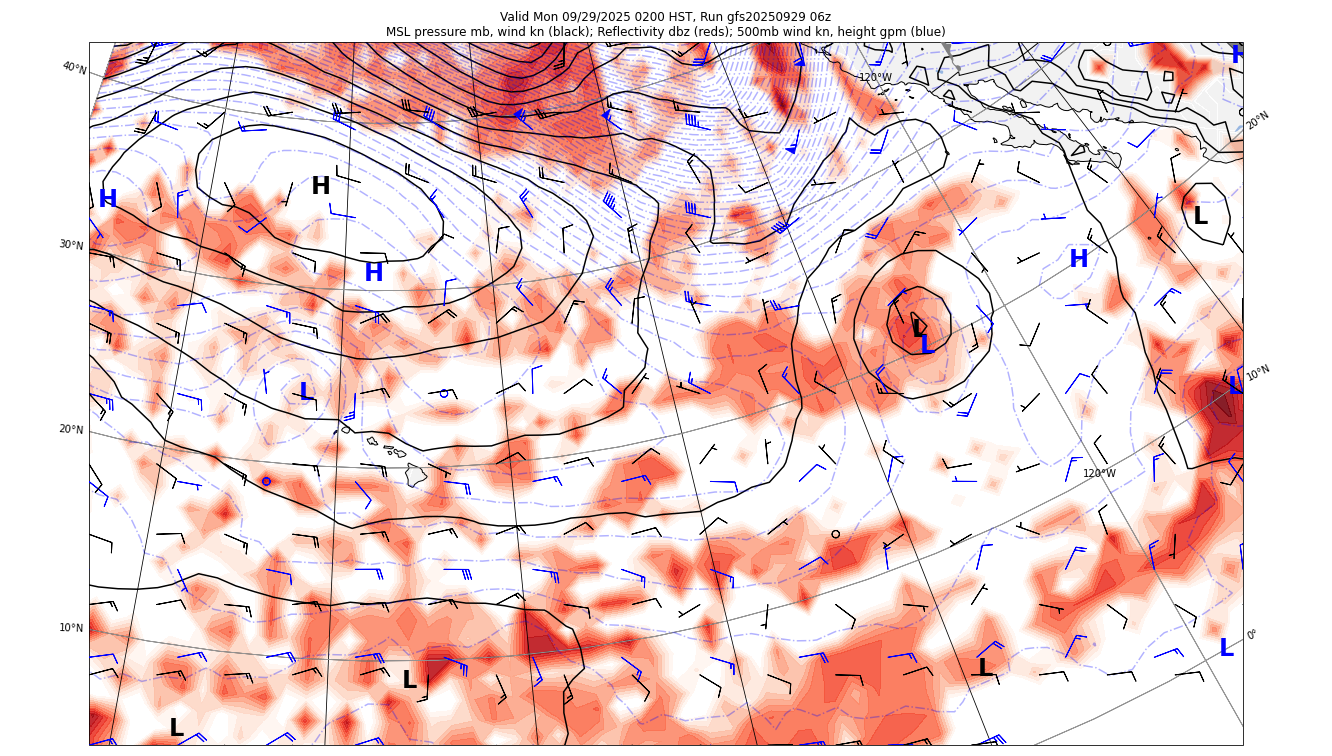 Valid Mon 09/29/2025 0200 HST, Run gfs20250929 06z
MSL pressure mb, wind kn (black); Reflectivity dbz (reds); 500mb wind kn, height gpm (blue)
H
40°N
120°W
20°N
H
H
L
30°N
H
H
L
L
10°N
L
L
20°N
120°W
10°N
0°
L
L
L
L